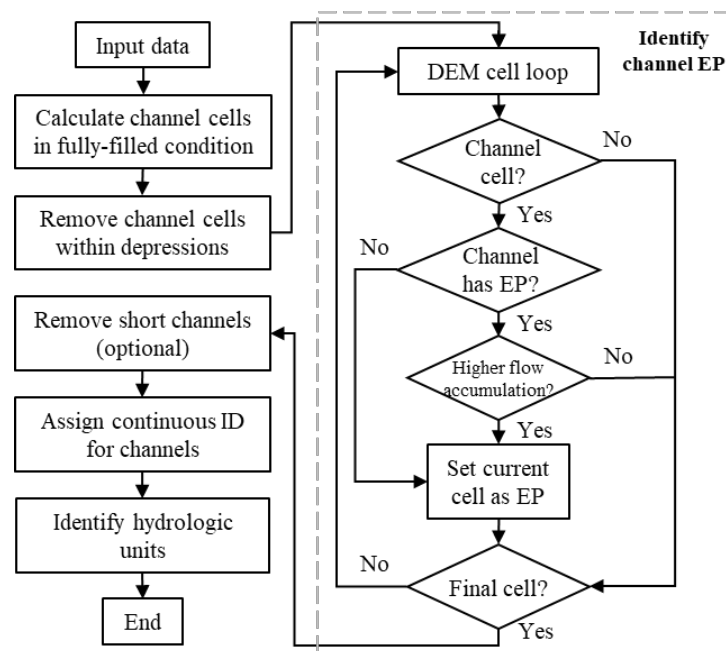 Input data
Calculate channel cells
in fully-filled condition
Remove channel cells
within depressions
Remove short channels
(optional)
Assign continuous ID
for channels
Identify hydrologic
units
End
Identify
channel EP
DEM cell loop
Channel
cell?
No
Yes
Channel
has EP?
No
Yes
Higher flow
accumulation?
No
Yes
Set current
cell as EP
Final cell?
No
Yes